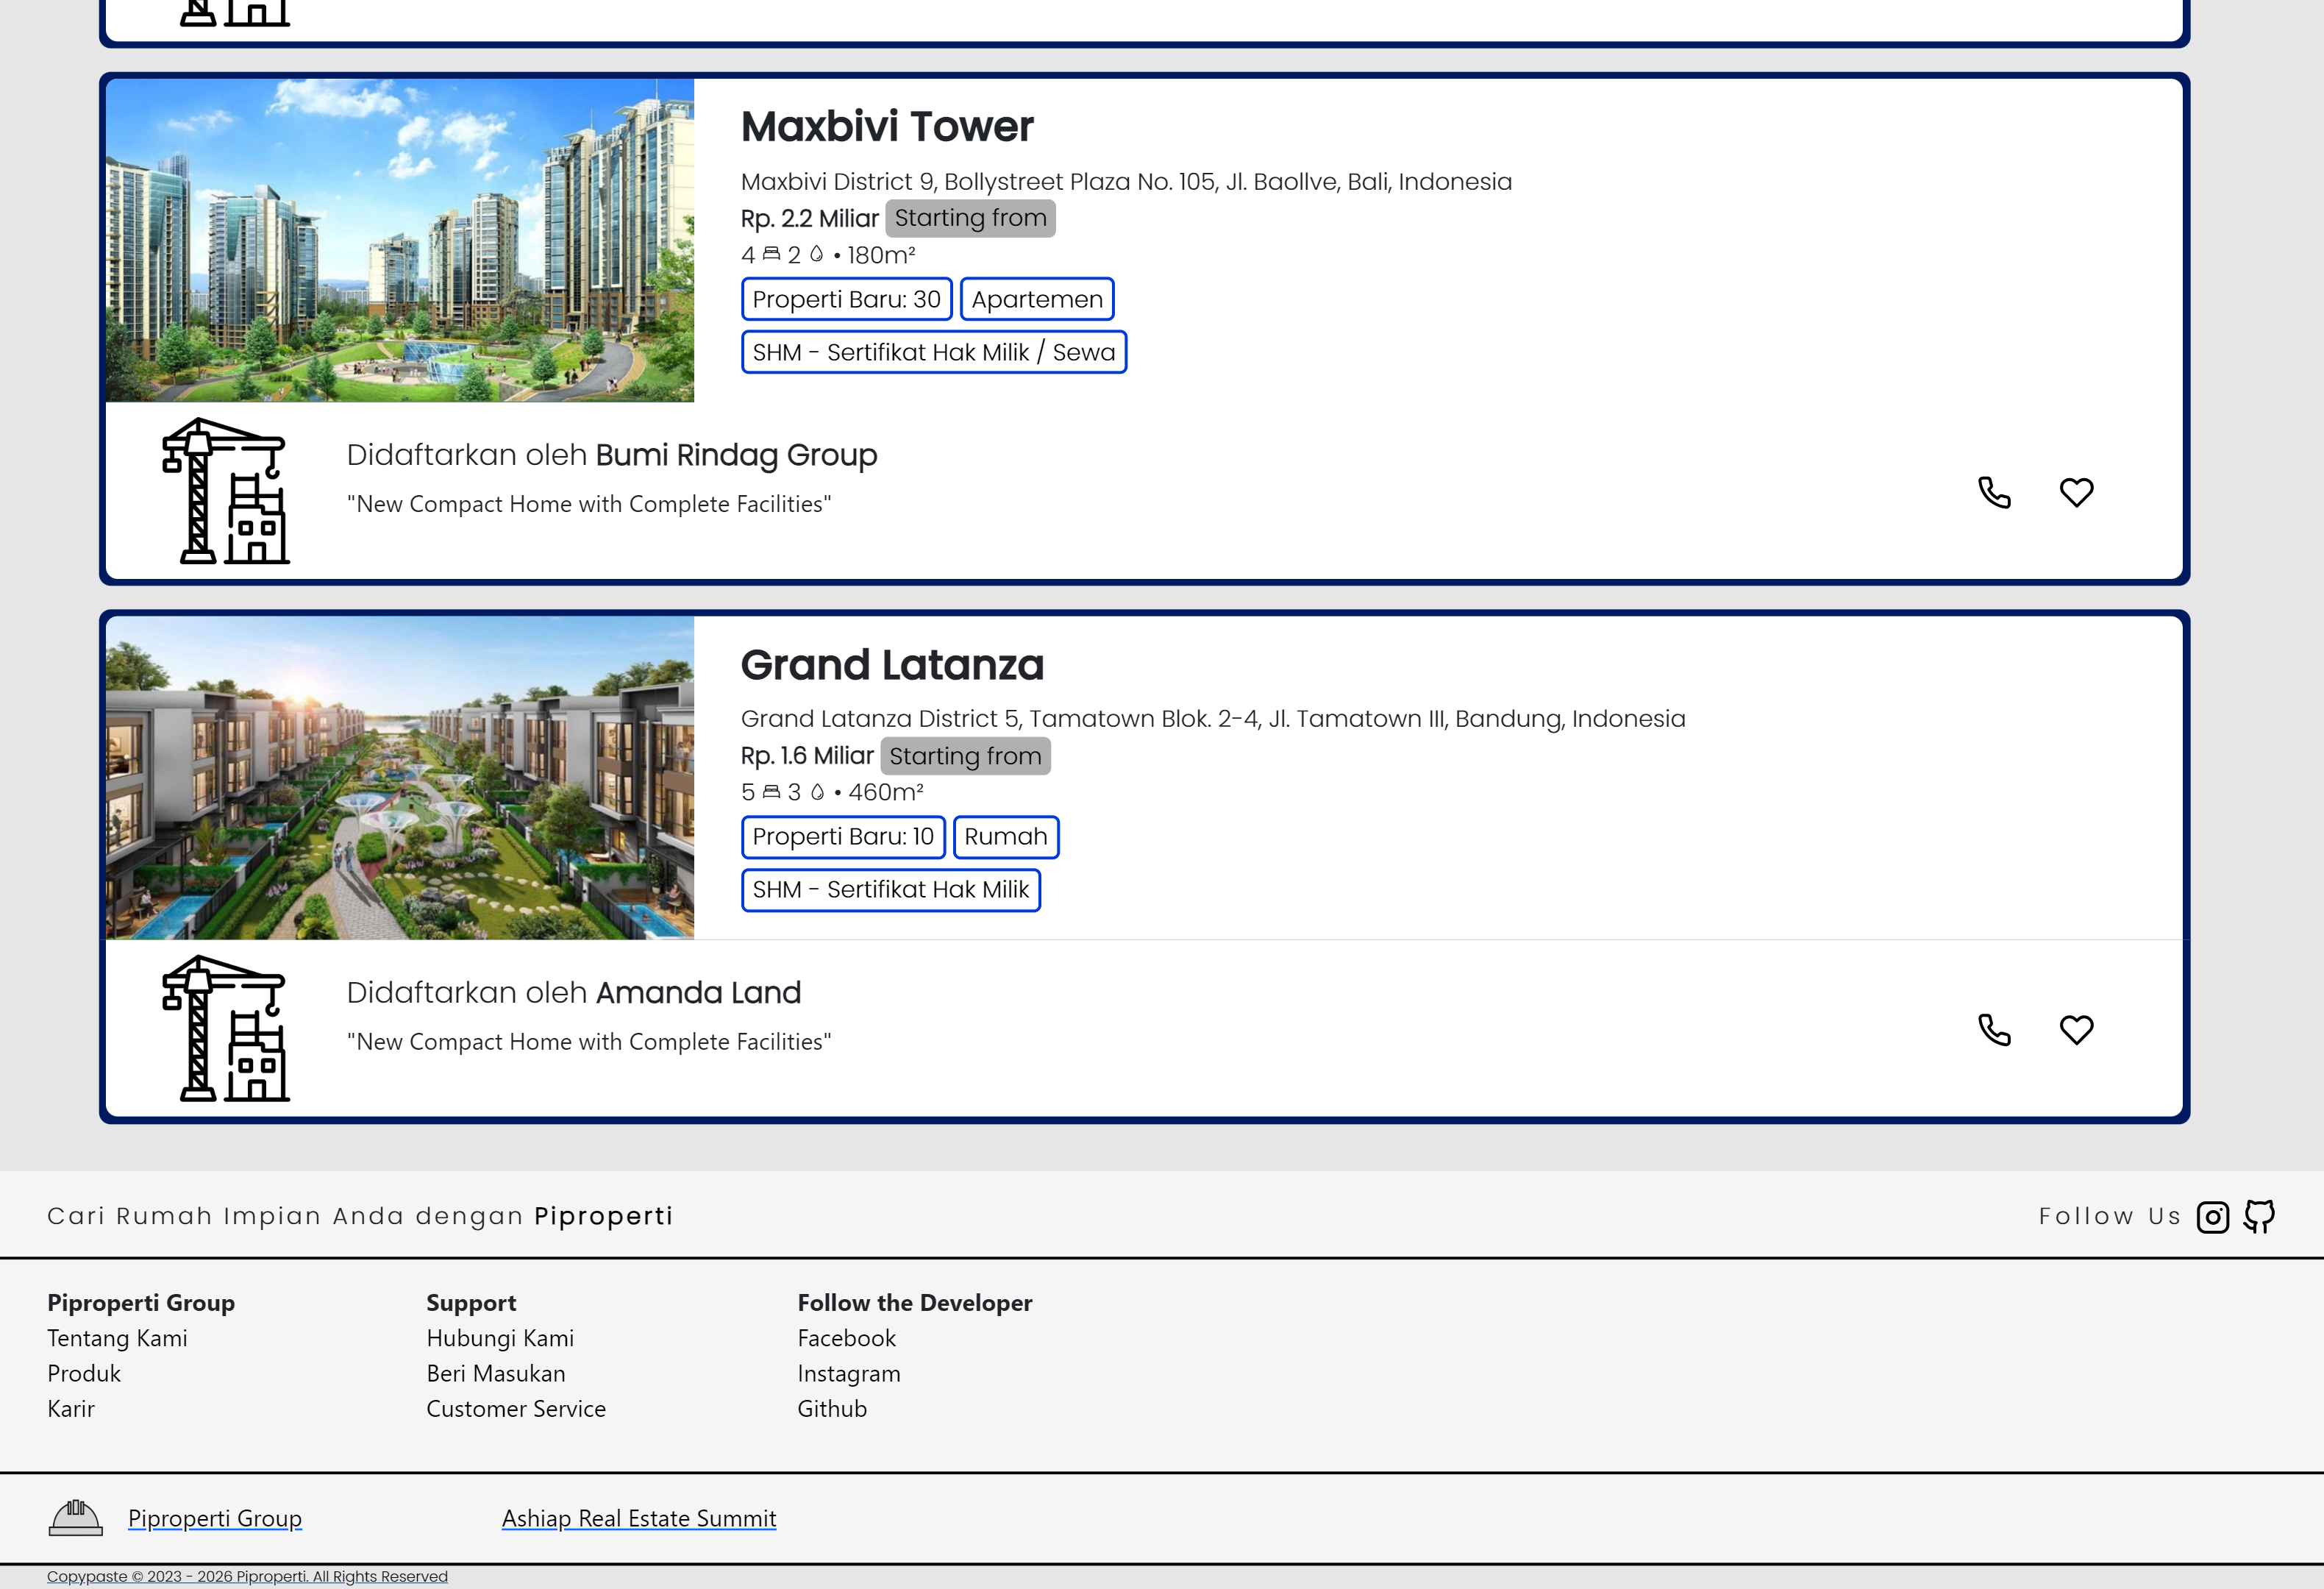 Maxbivi Tower
Maxbivi District 9, Bollystreet Plaza No. 105, Jl. Baollve, Bali, Indonesia
Rp. 2.2 Miliar Starting from
4 2 • 180m²
Properti Baru: 30 Apartemen
SHM - Sertifikat Hak Milik / Sewa
Didaftarkan oleh Bumi Rindag Group
"New Compact Home with Complete Facilities"
Grand Latanza
Grand Latanza District 5, Tamatown Blok. 2-4, Jl. Tamatown III, Bandung, Indonesia
Rp. 1.6 Miliar Starting from
5 3 • 460m²
Properti Baru: 10 Rumah
SHM - Sertifikat Hak Milik
Didaftarkan oleh Amanda Land
"New Compact Home with Complete Facilities"
Cari Rumah Impian Anda dengan Piproperti
Follow Us
Piproperti Group
Tentang Kami
Produk
Karir
Support
Hubungi Kami
Beri Masukan
Customer Service
Follow the Developer
Facebook
Instagram
Github
Piproperti Group
Ashiap Real Estate Summit
Copypaste © 2023 - 2026 Piproperti. All Rights Reserved